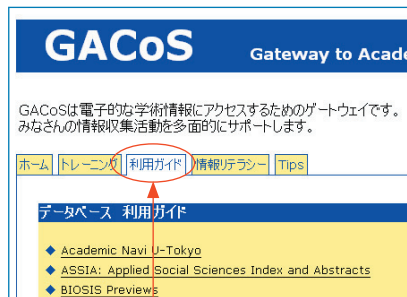 GACoS Gateway to Acade
GACoSは電子的な学術情報にアクセスするためのゲートウェイです。
みなさんの情報収集活動を多面的にサポートします。
ホーム トレーニング 利用ガイド 情報リテラシー Tips
データベース 利用ガイド
◆ Academic Navi U-Tokyo
◆ ASSIA: Applied Social Sciences Index and Abstracts
◆ BIOSIS Previews